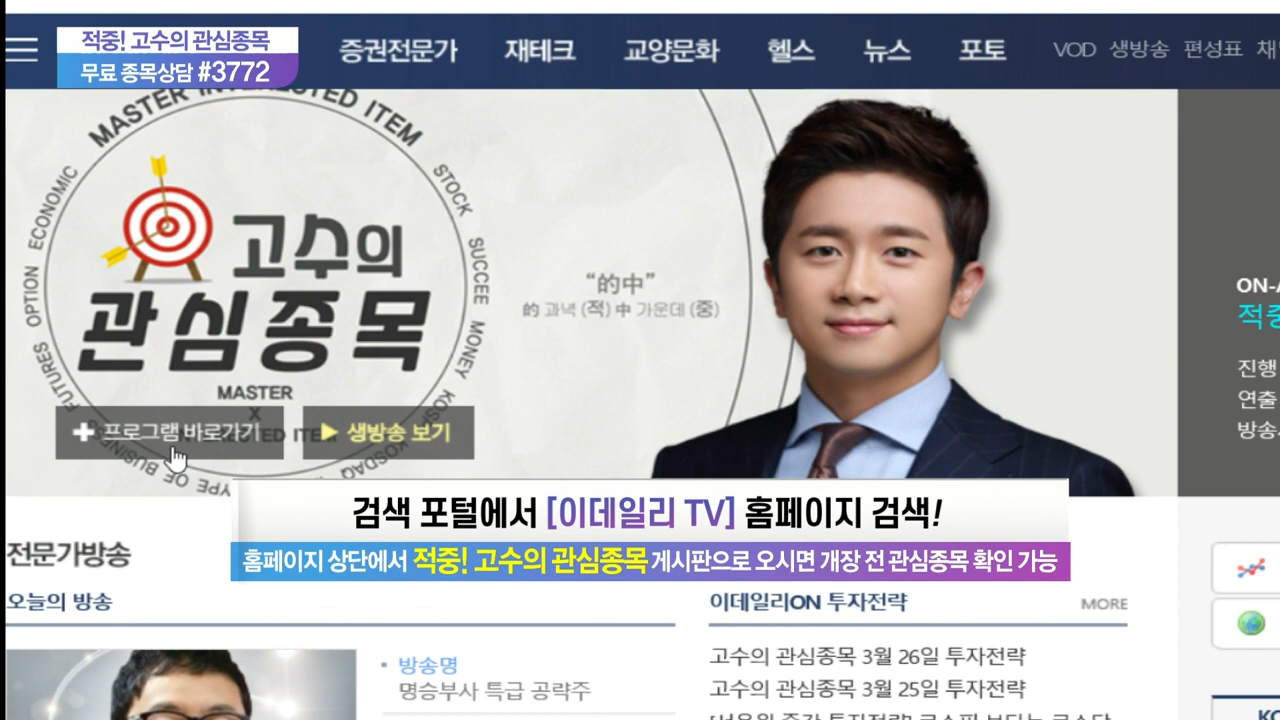 적중! 고수의 관심종목
무료 종목상담 #3772
증권전문가 재테크 교양문화 헬스 뉴스 포토 VOD 생방송 편성표
MASTER INTERESTED ITEM
STOCK
SUCCEE
MONEY
KOSDAQ
TYPE OF
FUTURES
OPTION
ECONOMIC
고수의
관심종목
MASTER
X
프로그램 바로가기
생방송 보기
“的中”
的 과녁 (적) 中 가운데 (중)
진행
연출
검색 포털에서 [이데일리 TV] 홈페이지 검색!
홈페이지 상단에서 적중! 고수의 관심종목 게시판으로 오시면 개장 전 관심종목 확인 가능
전문가방송
오늘의 방송
방송명
명승부사 특급 공략주
이데일리ON 투자전략
MORE
고수의 관심종목 3월 26일 투자전략
고수의 관심종목 3월 25일 투자전략